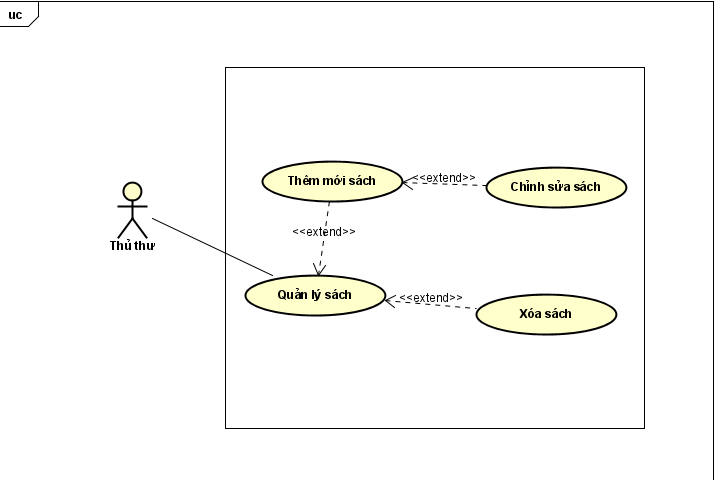 uc
Thêm mới sách
<<extend>>
Chỉnh sửa sách
<<extend>>
Thủ thư
Quản lý sách
<<extend>>
Xóa sách